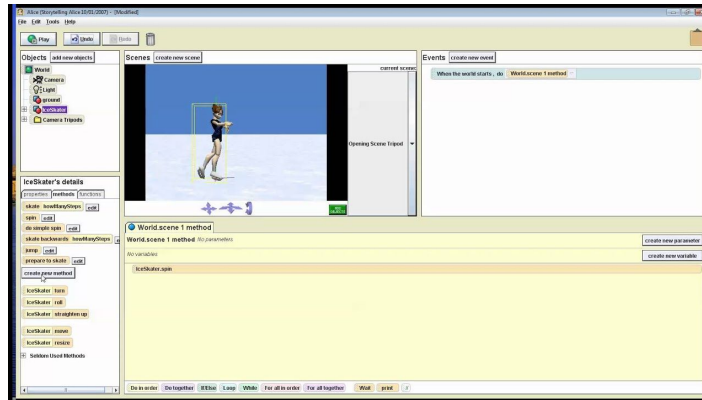 Alice (Storytelling Alice 10/01/2007) - [Modified]
File Edit Tools Help
Play Undo Redo
Objects add new objects
World
Camera
Light
ground
IceSkater
Camera Tripods
Scenes create new scene
current scene:
Opening Scene Tripod
Events create new event
When the world starts , do World.scene 1 method
IceSkater's details
properties methods functions
skate howManySteps edit
spin edit
do simple spin edit
skate backwards howManySteps
jump edit
prepare to skate edit
create new method
IceSkater turn
IceSkater roll
IceSkater straighten up
IceSkater move
IceSkater resize
Seldom Used Methods
World.scene 1 method
World.scene 1 method No parameters
create new parameter
No variables
create new variable
IceSkater.spin
Do in order Do together If/Else Loop While For all in order For all together Wait print //